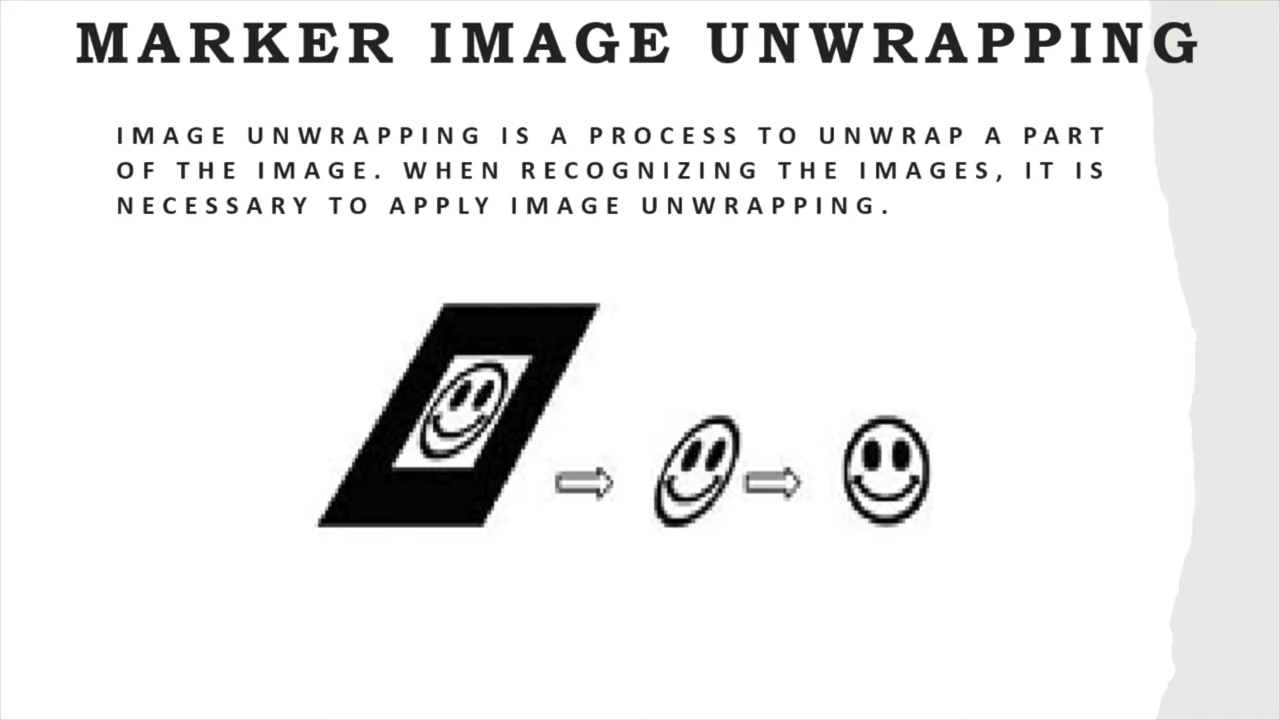 MARKER IMAGE UNWRAPPING
IMAGE UNWRAPPING IS A PROCESS TO UNWRAP A PART
OF THE IMAGE. WHEN RECOGNIZING THE IMAGES, IT IS
NECESSARY TO APPLY IMAGE UNWRAPPING.